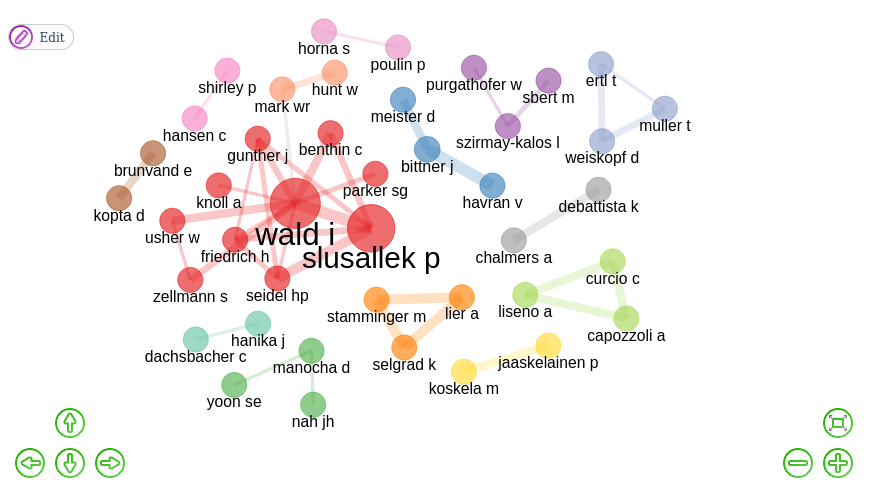 Edit
horna s
poulin p
shirley p
hunt w
mark wr
purgathofer w
sbert m
ertl t
hansen c
meister d
muller t
szirmay-kalos l
gunther j
benthin c
bittner j
weiskopf d
brunvand e
parker sg
knoll a
havran v
debattista k
kopta d
usher w
wald i
friedrich h
slusallek p
chalmers a
curcio c
zellmann s
seidel hp
stamminger m
lier a
liseno a
hanika j
capozzoli a
dachsbacher c
manocha d
selgrad k
jaaskelainen p
koskela m
yoon se
nah jh